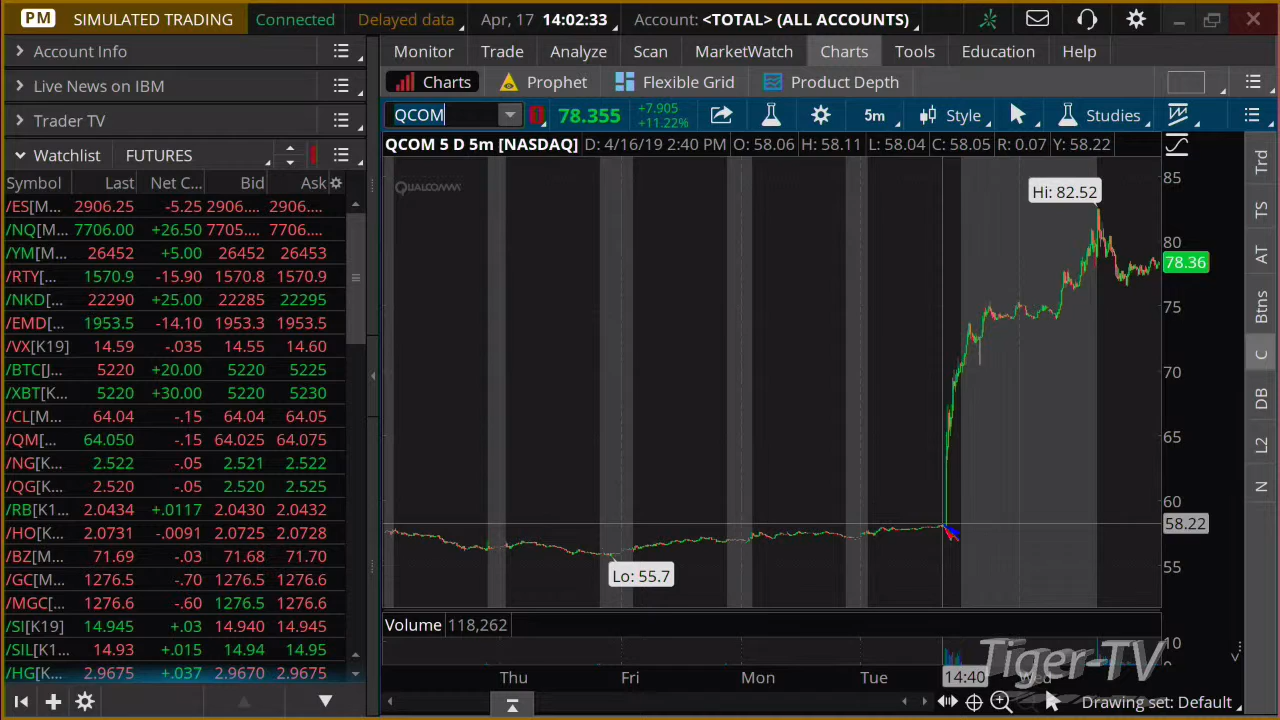 PM SIMULATED TRADING Connected Delayed data Apr, 17 14:02:33 Account: <TOTAL> (ALL ACCOUNTS)
Account Info
Live News on IBM
Trader TV
Watchlist FUTURES
Symbol Last Net C... Bid Ask
/ES[M... 2906.25 -5.25 2906.... 2906....
/NQ[M... 7706.00 +26.50 7705.... 7706....
/YM[M... 26452 +5.00 26452 26453
/RTY[... 1570.9 -15.90 1570.8 1570.9
/NKD[... 22290 +25.00 22285 22295
/EMD[... 1953.5 -14.10 1953.3 1953.5
/VX[K19] 14.59 -.035 14.55 14.60
/BTC[J... 5220 +20.00 5220 5225
/XBT[K... 5220 +30.00 5220 5230
/CL[M... 64.04 -.15 64.04 64.05
/QM[... 64.050 -.15 64.025 64.075
/NG[K... 2.522 -.05 2.521 2.522
/QG[K... 2.520 -.05 2.520 2.525
/RB[K1... 2.0434 +.0117 2.0430 2.0432
/HO[K... 2.0731 -.0091 2.0725 2.0728
/BZ[M... 71.69 -.03 71.68 71.70
/GC[M... 1276.5 -.70 1276.5 1276.6
/MGC[... 1276.6 -.60 1276.5 1276.6
/SI[K19] 14.945 +.03 14.940 14.945
/SIL[K1... 14.93 +.015 14.94 14.95
/HG[K... 2.9675 +.037 2.9670 2.9675
Monitor Trade Analyze Scan MarketWatch Charts Tools Education Help
Charts Prophet Flexible Grid Product Depth
QCOM 78.355 +7.905 +11.22% 5m Style Studies
QCOM 5 D 5m [NASDAQ] D: 4/16/19 2:40 PM O: 58.06 H: 58.11 L: 58.04 C: 58.05 R: 0.07 Y: 58.22
QUALCOMM
Hi: 82.52
Lo: 55.7
85
80
78.36
75
70
65
60
58.22
55
Volume 118,262
10
Thu Fri Mon Tue 14:40 Wed
Tiger-TV
Drawing set: Default
Trd
TS
AT
Btns
C
DB
L2
N